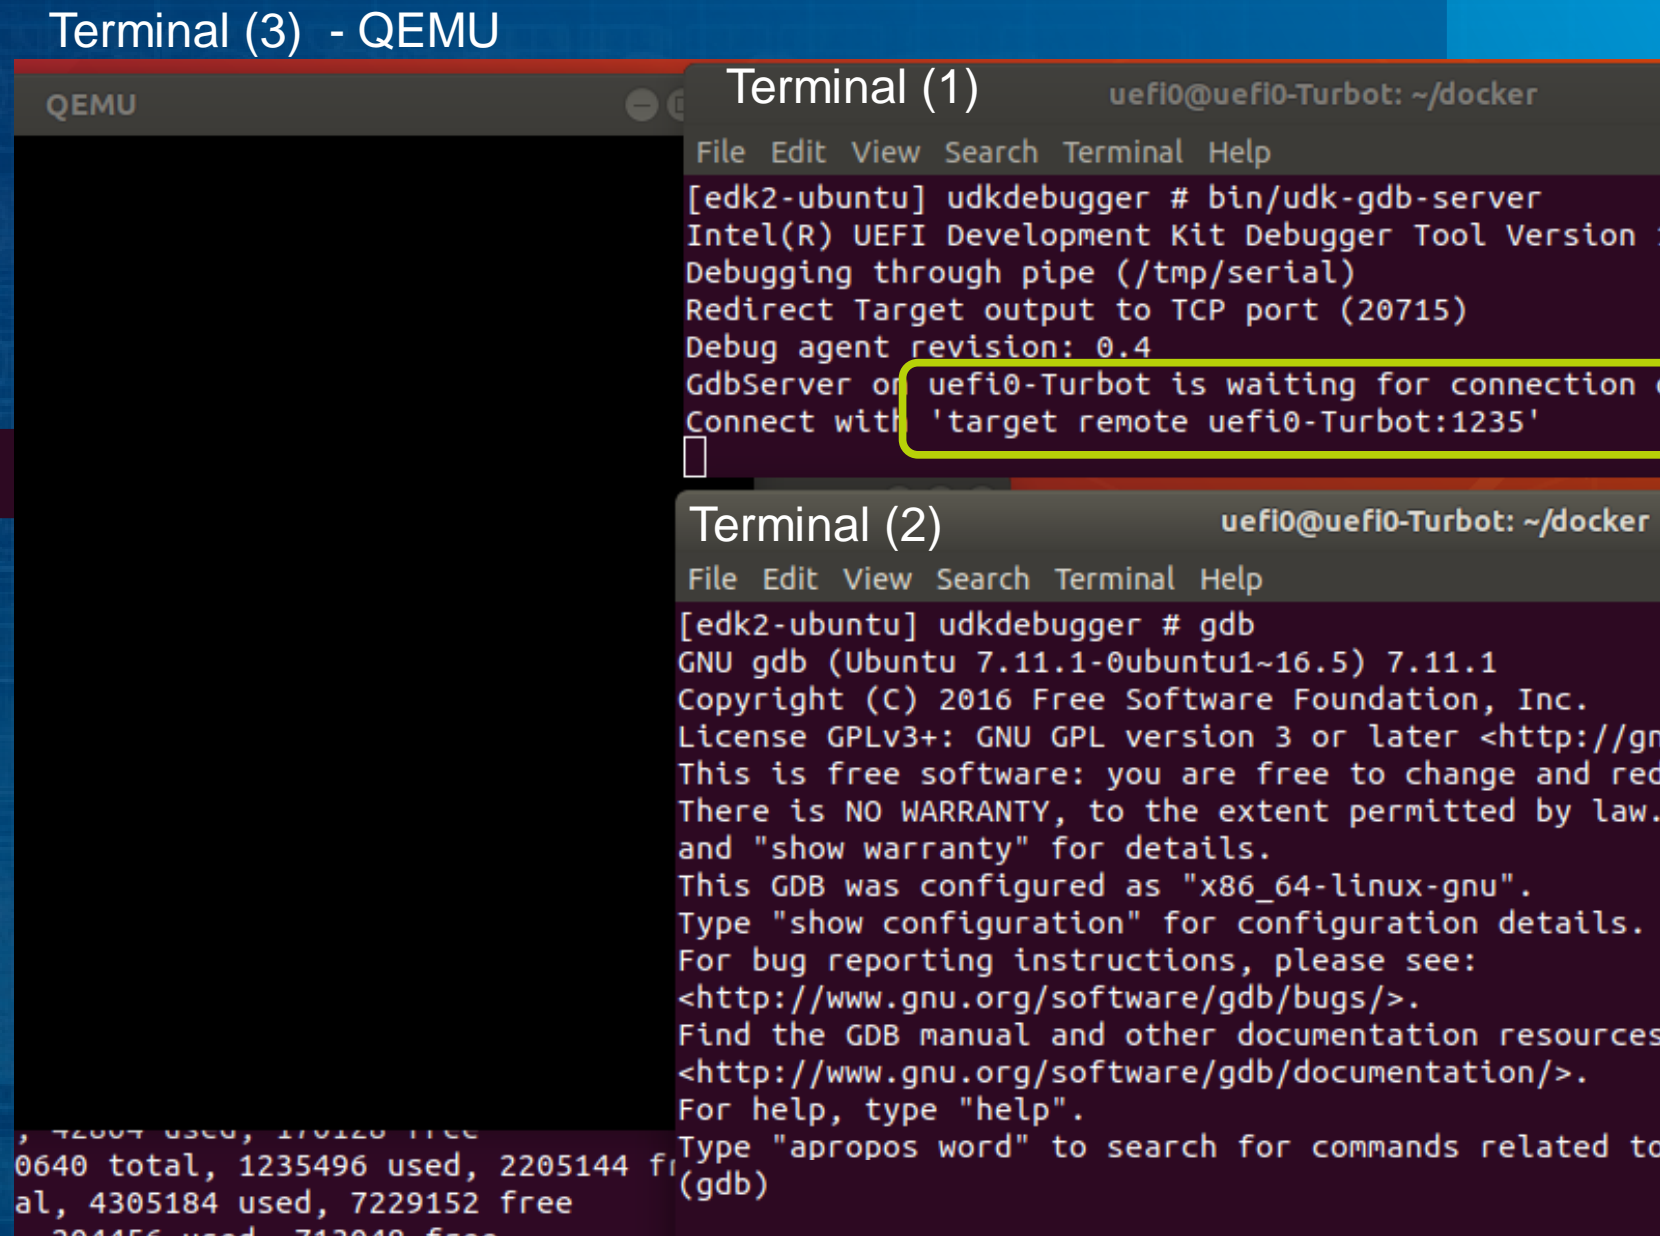 Terminal (3) - QEMU
QEMU
Terminal (1)
uefi0@uefi0-Turbot: ~/docker
File Edit View Search Terminal Help
[edk2-ubuntu] udkdebugger # bin/udk-gdb-server
Intel(R) UEFI Development Kit Debugger Tool Version
Debugging through pipe (/tmp/serial)
Redirect Target output to TCP port (20715)
Debug agent revision: 0.4
GdbServer on uefi0-Turbot is waiting for connection
Connect with 'target remote uefi0-Turbot:1235'
Terminal (2)
uefi0@uefi0-Turbot: ~/docker
File Edit View Search Terminal Help
[edk2-ubuntu] udkdebugger # gdb
GNU gdb (Ubuntu 7.11.1-0ubuntu1~16.5) 7.11.1
Copyright (C) 2016 Free Software Foundation, Inc.
License GPLv3+: GNU GPL version 3 or later <http://gn
This is free software: you are free to change and red
There is NO WARRANTY, to the extent permitted by law.
and "show warranty" for details.
This GDB was configured as "x86_64-linux-gnu".
Type "show configuration" for configuration details.
For bug reporting instructions, please see:
<http://www.gnu.org/software/gdb/bugs/>.
Find the GDB manual and other documentation resources
<http://www.gnu.org/software/gdb/documentation/>.
For help, type "help".
Type "apropos word" to search for commands related to
(gdb)
, 42804 used, 170128 free
0640 total, 1235496 used, 2205144 fr
al, 4305184 used, 7229152 free